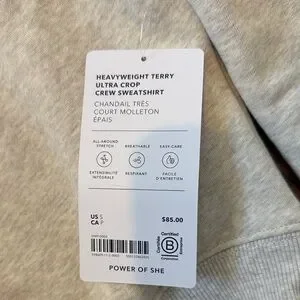 HEAVYWEIGHT TERRY
ULTRA CROP
CREW SWEATSHIRT
CHANDAIL TRÈS
COURT MOLLETON
ÉPAIS
ALL-AROUND
STRETCH
BREATHABLE
EASY-CARE
EXTENSIBILITÉ
INTÉGRALE
RESPIRANT
FACILE
D'ENTRETIEN
US S
CA P
$85.00
Certified
B
Corporation
POWER OF SHE